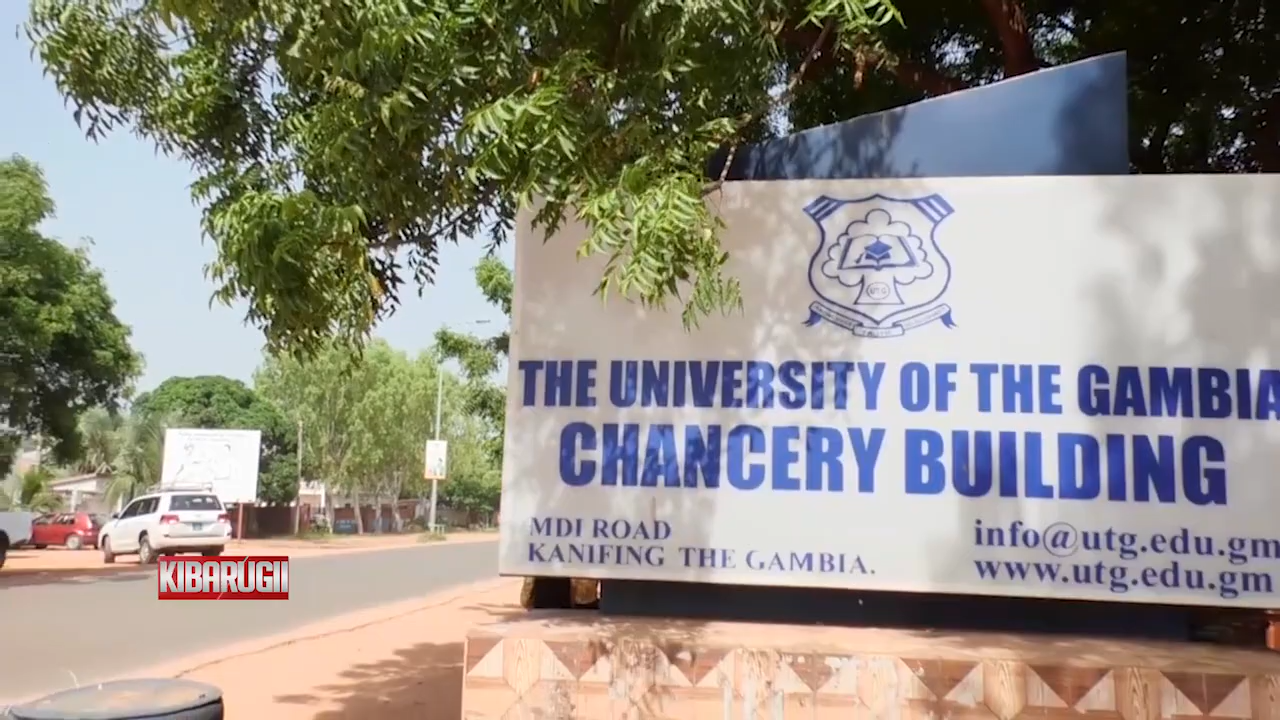 UTG
THE UNIVERSITY OF THE GAMBIA
CHANCERY BUILDING
MDI ROAD
KANIFING THE GAMBIA.
info@utg.edu.gm
www.utg.edu.gm
KIBARUGII